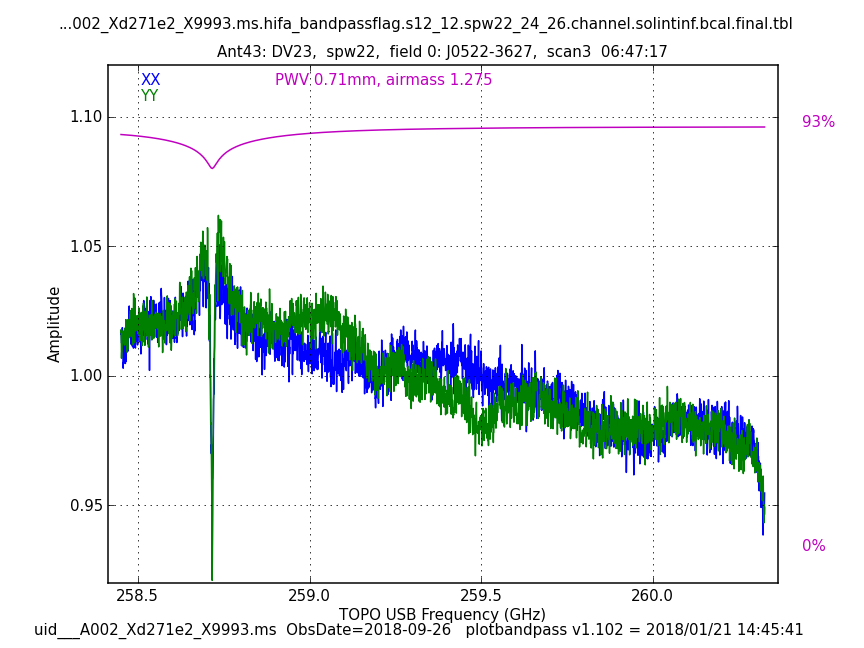 ...002_Xd271e2_X9993.ms.hifa_bandpassflag.s12_12.spw22_24_26.channel.solintinf.bcal.final.tbl
Ant43: DV23,  spw22,  field 0: J0522-3627,  scan3  06:47:17
XX
PWV 0.71mm, airmass 1.275
YY
1.10
93%
1.05
Amplitude
1.00
0.95
0%
258.5
259.0
259.5
260.0
TOPO USB Frequency (GHz)
uid___A002_Xd271e2_X9993.ms  ObsDate=2018-09-26   plotbandpass v1.102 = 2018/01/21 14:45:41